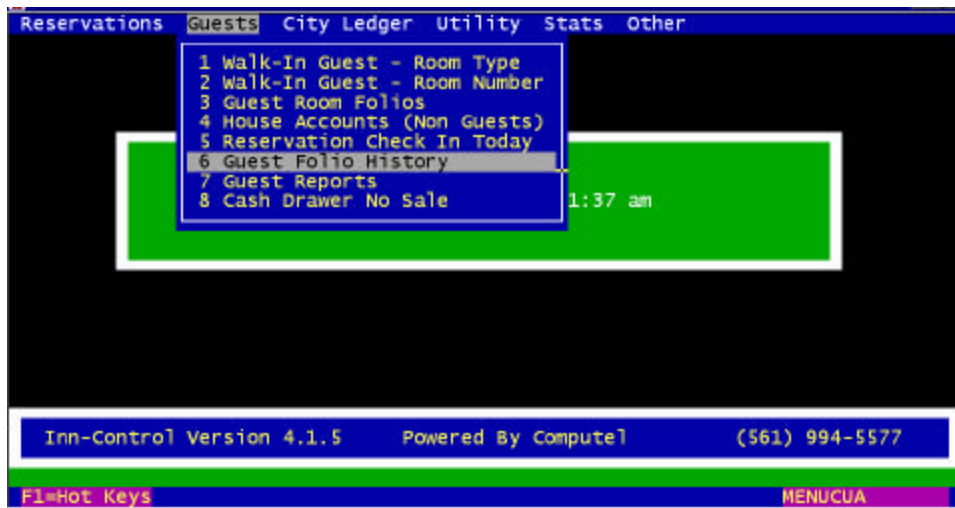 Reservations Guests City Ledger Utility Stats Other
1 Walk-In Guest - Room Type
2 Walk-In Guest - Room Number
3 Guest Room Folios
4 House Accounts (Non Guests)
5 Reservation Check In Today
6 Guest Folio History
7 Guest Reports
8 Cash Drawer No Sale
1:37 am
Inn-Control Version 4.1.5 Powered By Computel (561) 994-5577
F1=Hot Keys MENUCUA